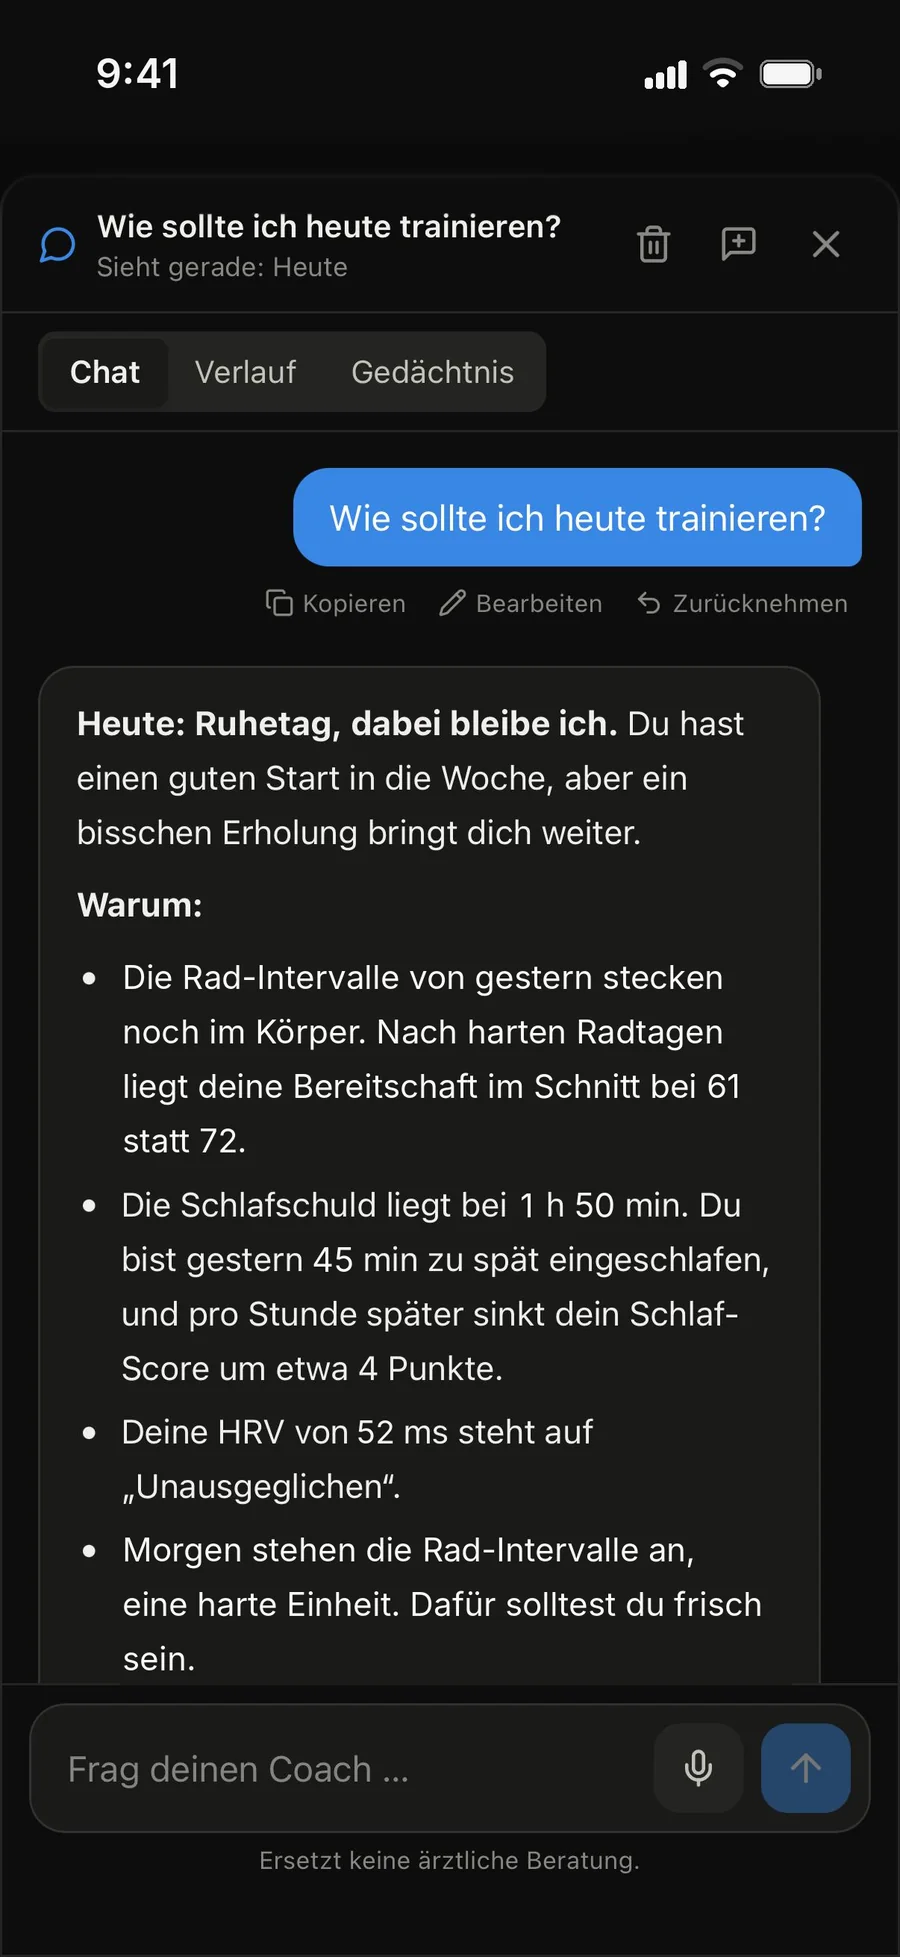 9:41
Wie sollte ich heute trainieren?
Sieht gerade: Heute
Chat Verlauf Gedächtnis
Wie sollte ich heute trainieren?
Kopieren Bearbeiten Zurücknehmen
Heute: Ruhetag, dabei bleibe ich. Du hast
einen guten Start in die Woche, aber ein
bisschen Erholung bringt dich weiter.
Warum:
• Die Rad-Intervalle von gestern stecken
noch im Körper. Nach harten Radtagen
liegt deine Bereitschaft im Schnitt bei 61
statt 72.
• Die Schlafschuld liegt bei 1 h 50 min. Du
bist gestern 45 min zu spät eingeschlafen,
und pro Stunde später sinkt dein Schlaf-
Score um etwa 4 Punkte.
• Deine HRV von 52 ms steht auf
„Unausgeglichen“.
• Morgen stehen die Rad-Intervalle an,
eine harte Einheit. Dafür solltest du frisch
sein.
Frag deinen Coach ...
Ersetzt keine ärztliche Beratung.